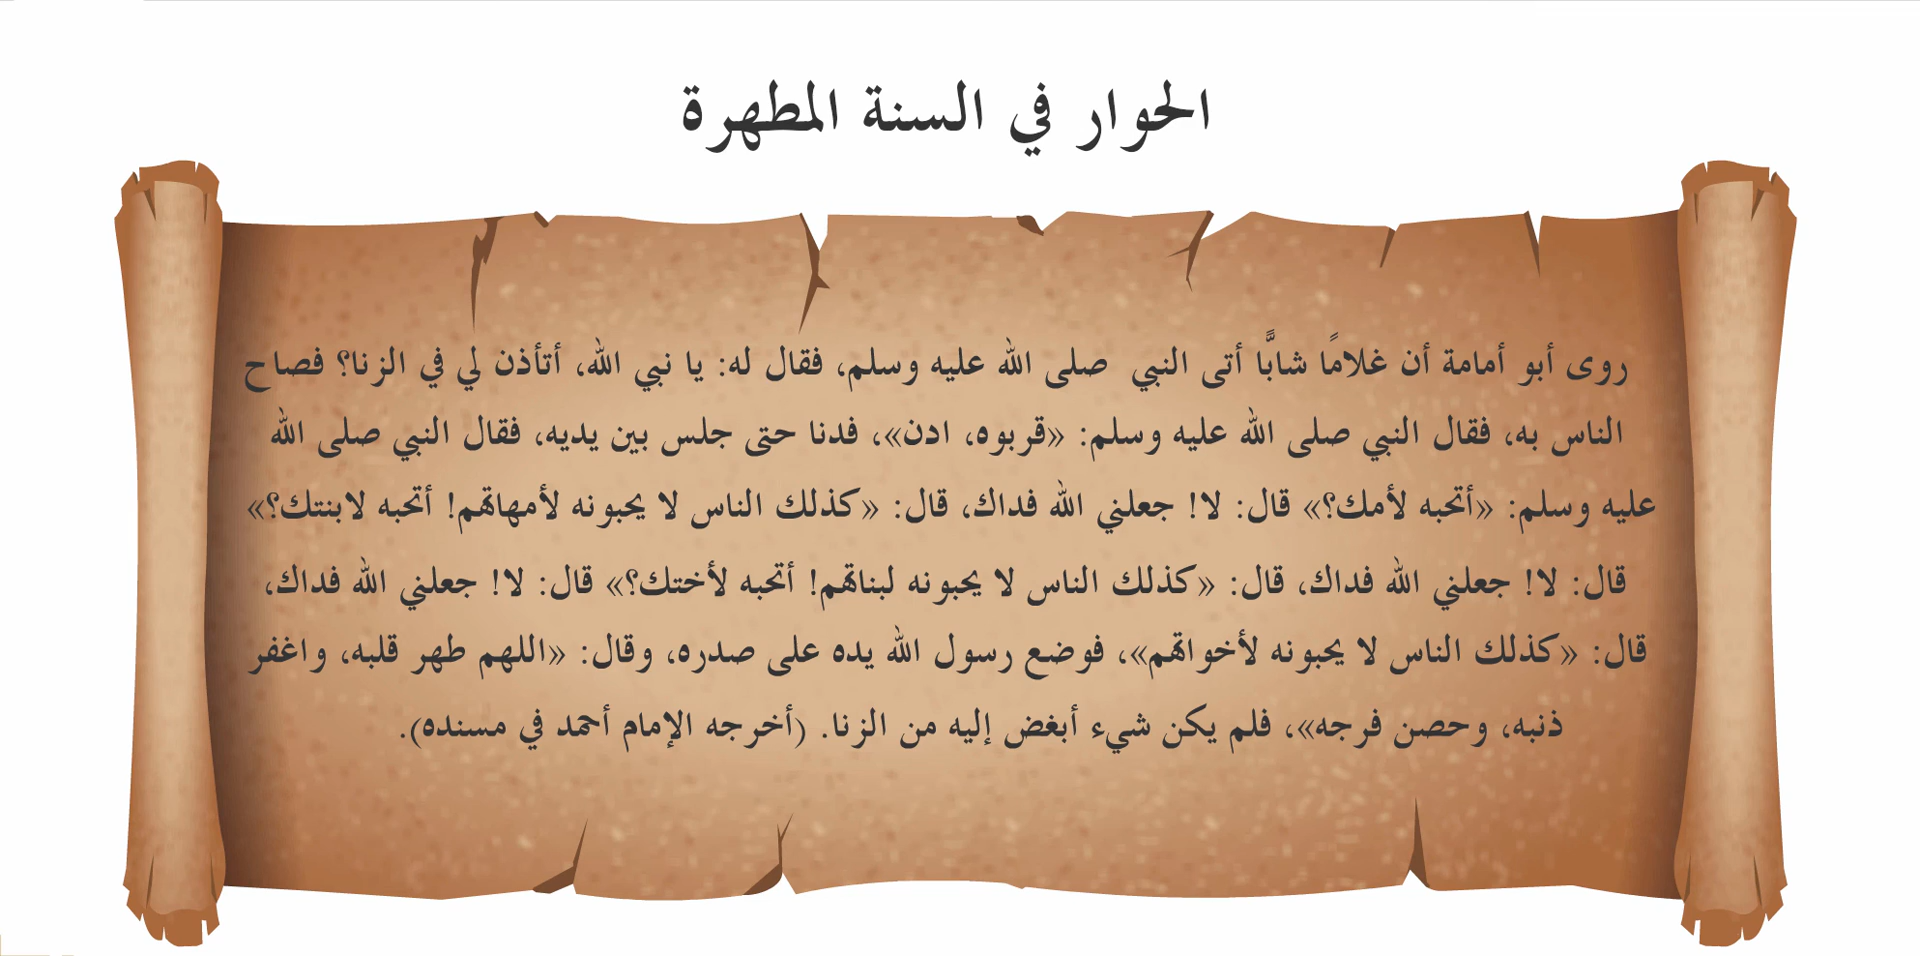 الحوار في السنة المطهرة
روى أبو أمامة أن غلامًا شابًّا أتى النبي صلى الله عليه وسلم، فقال له: يا نبي الله، أتأذن لي في الزنا؟ فصاح
الناس به، فقال النبي صلى الله عليه وسلم: «قربوه، ادن»، فدنا حتى جلس بين يديه، فقال النبي صلى الله
عليه وسلم: «أتحبه لأمك؟» قال: لا! جعلني الله فداك، قال: «كذلك الناس لا يحبونه لأمهاتهم! أتحبه لابنتك؟»
قال: لا! جعلني الله فداك، قال: «كذلك الناس لا يحبونه لبناتهم! أتحبه لأختك؟» قال: لا! جعلني الله فداك،
قال: «كذلك الناس لا يحبونه لأخواتهم»، فوضع رسول الله يده على صدره، وقال: «اللهم طهر قلبه، واغفر
ذنبه، وحصن فرجه»، فلم يكن شيء أبغض إليه من الزنا. (أخرجه الإمام أحمد في مسنده).